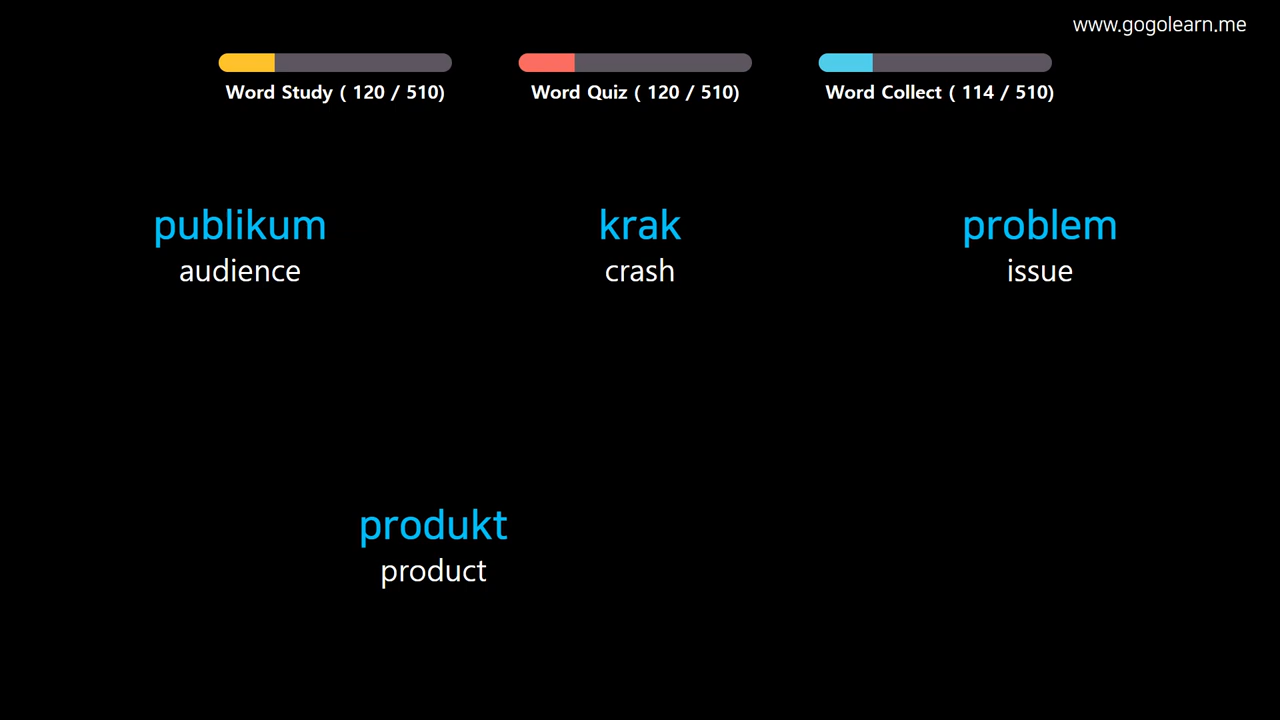 www.gogolearn.me
Word Study ( 120 / 510)
Word Quiz ( 120 / 510)
Word Collect ( 114 / 510)
publikum
audience
krak
crash
problem
issue
produkt
product